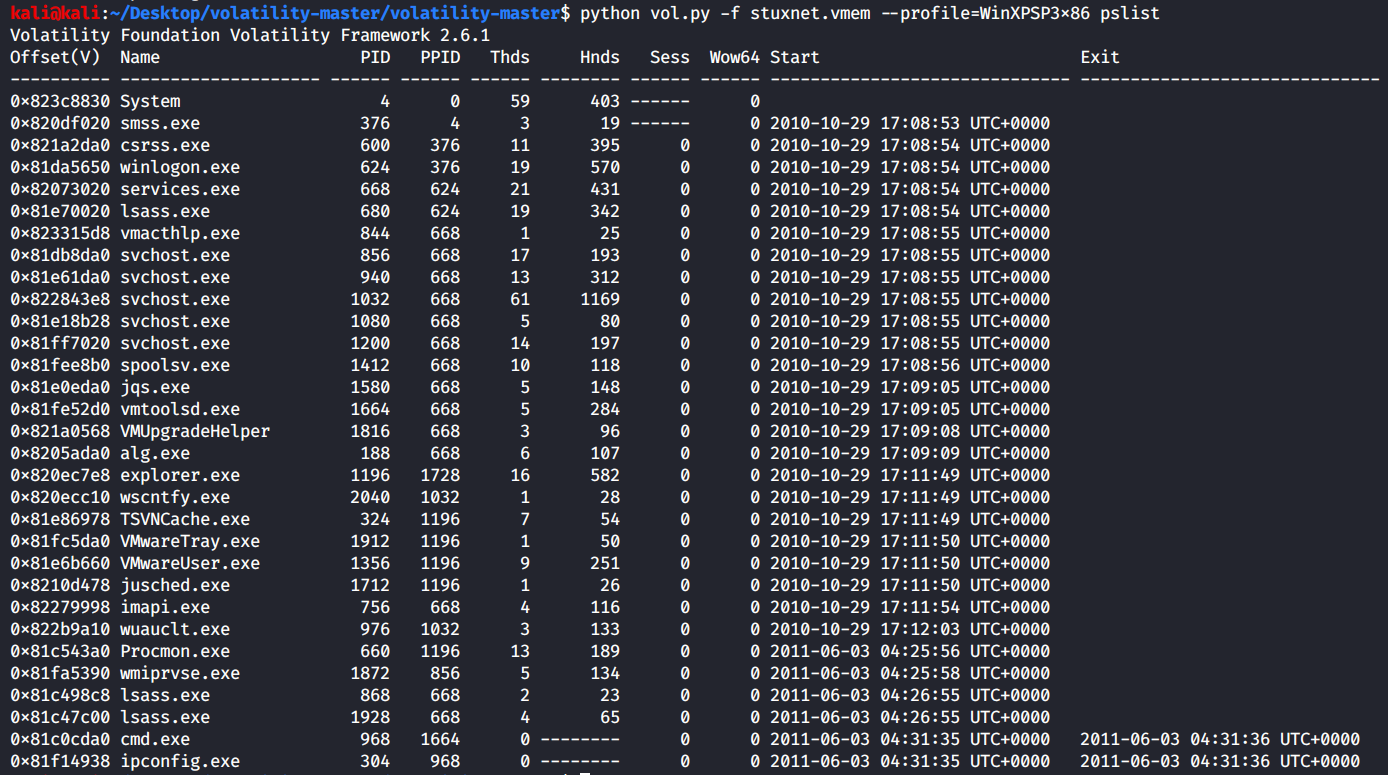 kali@kali:~/Desktop/volatility-master/volatility-master$ python vol.py -f stuxnet.vmem --profile=WinXPSP3×86 pslist
Volatility Foundation Volatility Framework 2.6.1
Offset(V)  Name                    PID   PPID   Thds     Hnds   Sess  Wow64 Start                          Exit
---------- -------------------- ------ ------ ------ -------- ------ ------ ------------------------------ ------------------------------
0×823c8830 System                    4      0     59      403 ------      0
0×820df020 smss.exe                376      4      3       19 ------      0 2010-10-29 17:08:53 UTC+0000
0×821a2da0 csrss.exe               600    376     11      395      0      0 2010-10-29 17:08:54 UTC+0000
0×81da5650 winlogon.exe            624    376     19      570      0      0 2010-10-29 17:08:54 UTC+0000
0×82073020 services.exe            668    624     21      431      0      0 2010-10-29 17:08:54 UTC+0000
0×81e70020 lsass.exe               680    624     19      342      0      0 2010-10-29 17:08:54 UTC+0000
0×823315d8 vmacthlp.exe            844    668      1       25      0      0 2010-10-29 17:08:55 UTC+0000
0×81db8da0 svchost.exe             856    668     17      193      0      0 2010-10-29 17:08:55 UTC+0000
0×81e61da0 svchost.exe             940    668     13      312      0      0 2010-10-29 17:08:55 UTC+0000
0×822843e8 svchost.exe            1032    668     61     1169      0      0 2010-10-29 17:08:55 UTC+0000
0×81e18b28 svchost.exe            1080    668      5       80      0      0 2010-10-29 17:08:55 UTC+0000
0×81ff7020 svchost.exe            1200    668     14      197      0      0 2010-10-29 17:08:55 UTC+0000
0×81fee8b0 spoolsv.exe            1412    668     10      118      0      0 2010-10-29 17:08:56 UTC+0000
0×81e0eda0 jqs.exe                1580    668      5      148      0      0 2010-10-29 17:09:05 UTC+0000
0×81fe52d0 vmtoolsd.exe           1664    668      5      284      0      0 2010-10-29 17:09:05 UTC+0000
0×821a0568 VMUpgradeHelper        1816    668      3       96      0      0 2010-10-29 17:09:08 UTC+0000
0×8205ada0 alg.exe                 188    668      6      107      0      0 2010-10-29 17:09:09 UTC+0000
0×820ec7e8 explorer.exe           1196   1728     16      582      0      0 2010-10-29 17:11:49 UTC+0000
0×820ecc10 wscntfy.exe            2040   1032      1       28      0      0 2010-10-29 17:11:49 UTC+0000
0×81e86978 TSVNCache.exe           324   1196      7       54      0      0 2010-10-29 17:11:49 UTC+0000
0×81fc5da0 VMwareTray.exe         1912   1196      1       50      0      0 2010-10-29 17:11:50 UTC+0000
0×81e6b660 VMwareUser.exe         1356   1196      9      251      0      0 2010-10-29 17:11:50 UTC+0000
0×8210d478 jusched.exe            1712   1196      1       26      0      0 2010-10-29 17:11:50 UTC+0000
0×82279998 imapi.exe               756    668      4      116      0      0 2010-10-29 17:11:54 UTC+0000
0×822b9a10 wuauclt.exe             976   1032      3      133      0      0 2010-10-29 17:12:03 UTC+0000
0×81c543a0 Procmon.exe             660   1196     13      189      0      0 2011-06-03 04:25:56 UTC+0000
0×81fa5390 wmiprvse.exe           1872    856      5      134      0      0 2011-06-03 04:25:58 UTC+0000
0×81c498c8 lsass.exe               868    668      2       23      0      0 2011-06-03 04:26:55 UTC+0000
0×81c47c00 lsass.exe              1928    668      4       65      0      0 2011-06-03 04:26:55 UTC+0000
0×81c0cda0 cmd.exe                 968   1664      0 --------      0      0 2011-06-03 04:31:35 UTC+0000   2011-06-03 04:31:36 UTC+0000
0×81f14938 ipconfig.exe            304    968      0 --------      0      0 2011-06-03 04:31:35 UTC+0000   2011-06-03 04:31:36 UTC+0000